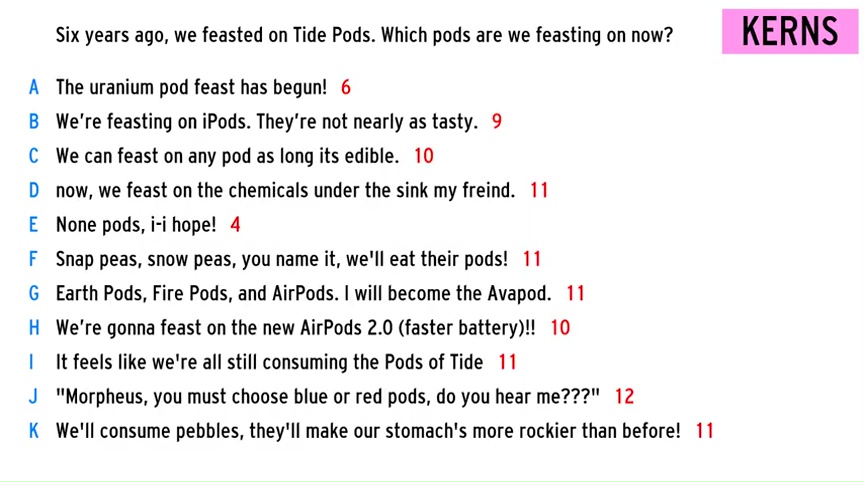 Six years ago, we feasted on Tide Pods. Which pods are we feasting on now?
KERNS
A The uranium pod feast has begun! 6
B We're feasting on iPods. They're not nearly as tasty. 9
C We can feast on any pod as long its edible. 10
D now, we feast on the chemicals under the sink my freind. 11
E None pods, i-i hope! 4
F Snap peas, snow peas, you name it, we'll eat their pods! 11
G Earth Pods, Fire Pods, and AirPods. I will become the Avapod. 11
H We're gonna feast on the new AirPods 2.0 (faster battery)!! 10
I It feels like we're all still consuming the Pods of Tide 11
J "Morpheus, you must choose blue or red pods, do you hear me???" 12
K We'll consume pebbles, they'll make our stomach's more rockier than before! 11